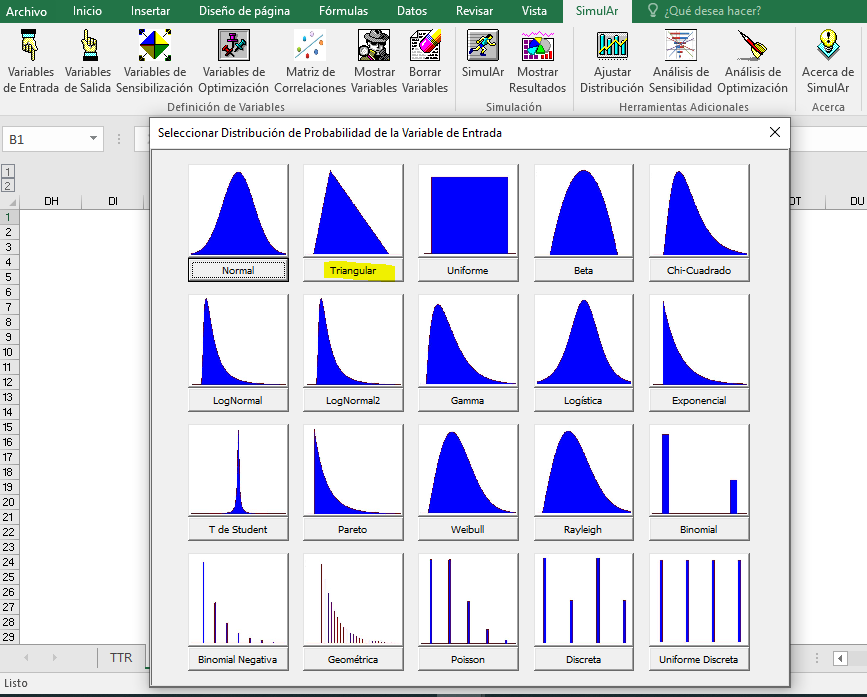 Archivo Inicio Insertar Diseño de página Fórmulas Datos Revisar Vista SimulAr ¿Qué desea hacer?
Variables de Entrada
Variables de Salida
Variables de Sensibilización
Variables de Optimización
Matriz de Correlaciones
Mostrar Variables
Borrar Variables
SimulAr
Mostrar Resultados
Ajustar Distribución
Análisis de Sensibilidad
Análisis de Optimización
Acerca de SimulAr
Definición de Variables Simulación Herramientas Adicionales Acerca
B1
Seleccionar Distribución de Probabilidad de la Variable de Entrada
1
2
DH DI DT DU
1
2
3
4
5
6
7
8
9
10
11
12
13
14
15
16
17
18
19
20
21
22
23
24
25
26
27
28
29
Normal Triangular Uniforme Beta Chi-Cuadrado
LogNormal LogNormal2 Gamma Logística Exponencial
T de Student Pareto Weibull Rayleigh Binomial
Binomial Negativa Geométrica Poisson Discreta Uniforme Discreta
TTR
Listo